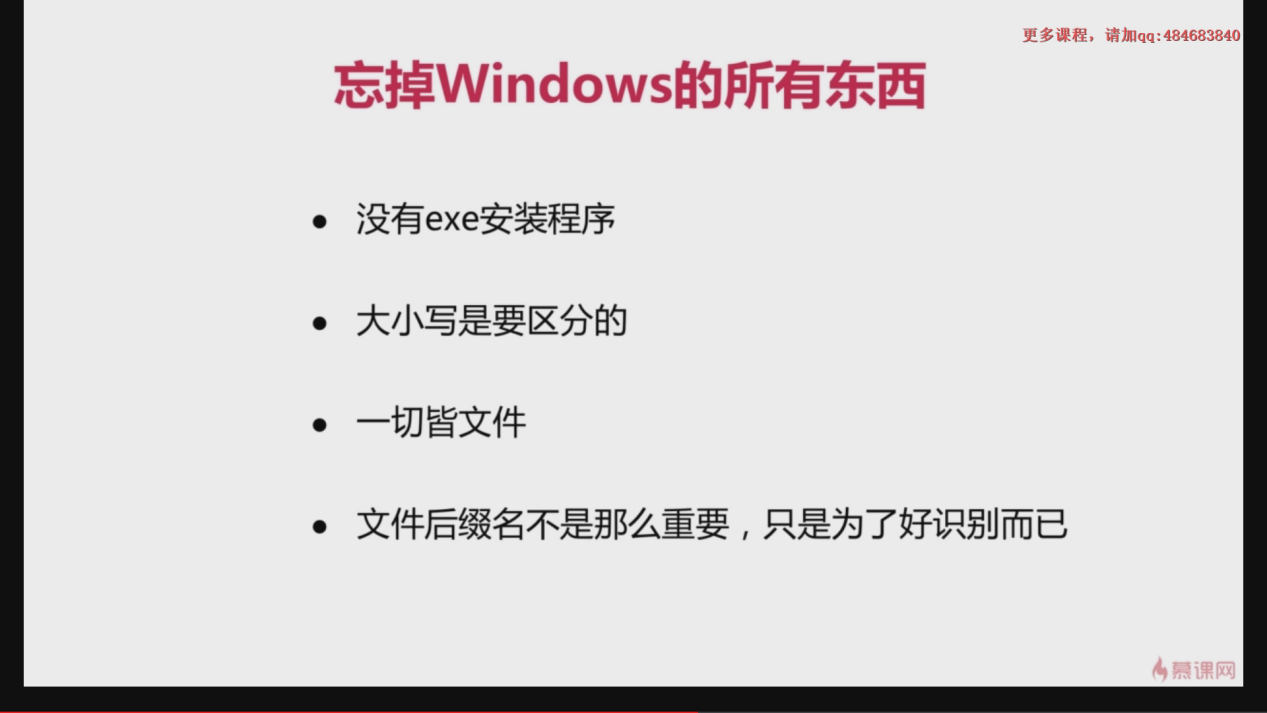 更多课程，请加qq:484683840
忘掉Windows的所有东西
● 没有exe安装程序
● 大小写是要区分的
● 一切皆文件
● 文件后缀名不是那么重要，只是为了好识别而已
慕课网